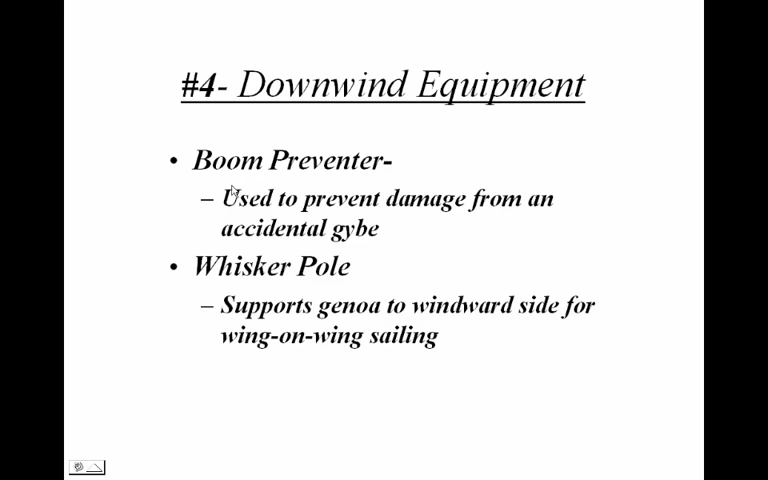 #4- Downwind Equipment
• Boom Preventer-
– Used to prevent damage from an
accidental gybe
• Whisker Pole
– Supports genoa to windward side for
wing-on-wing sailing